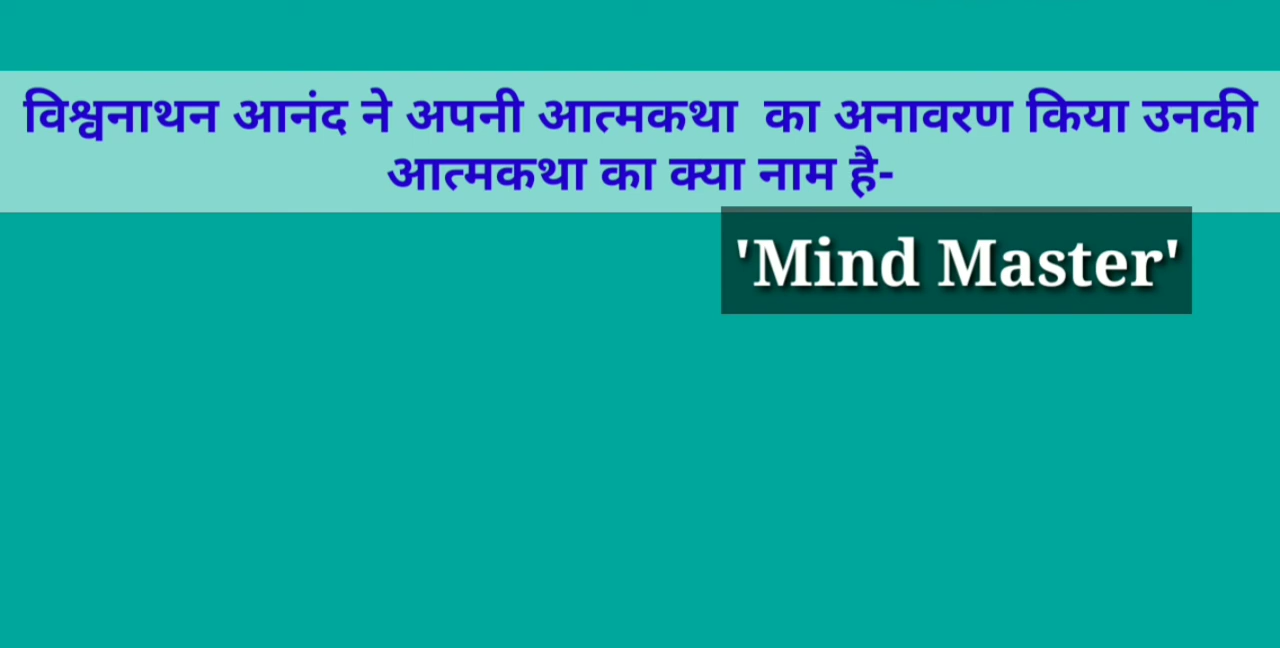 विश्वनाथन आनंद ने अपनी आत्मकथा का अनावरण किया उनकी
आत्मकथा का क्या नाम है-
'Mind Master'